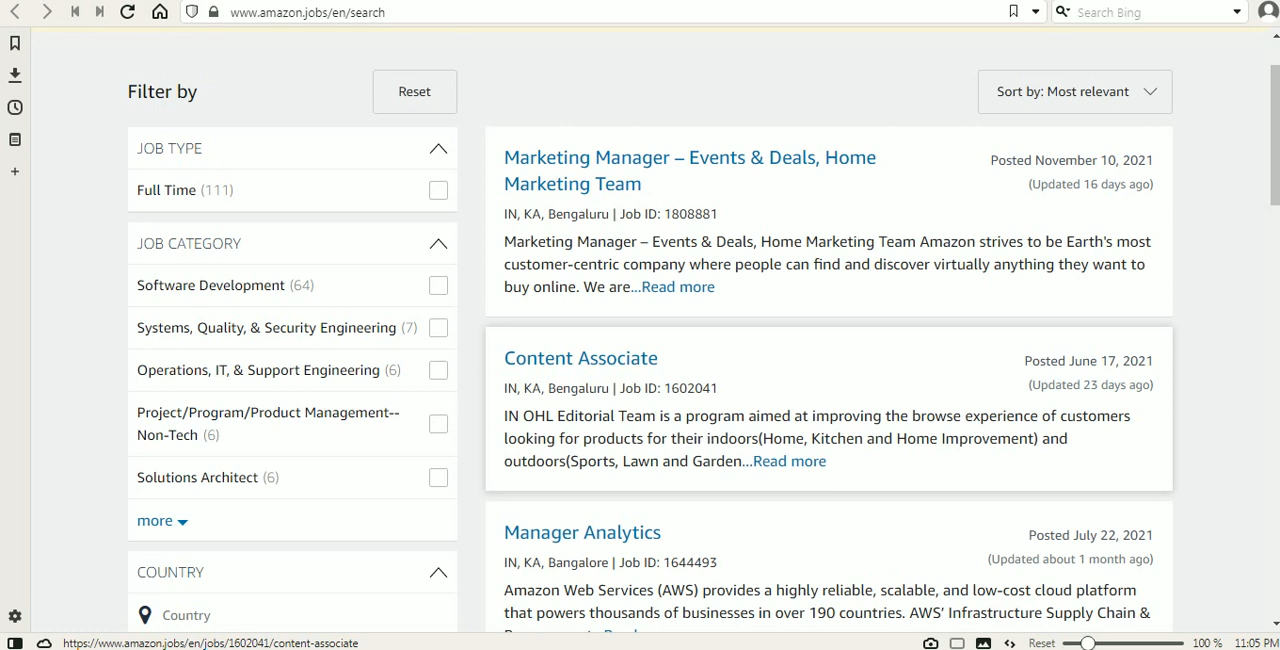 www.amazon.jobs/en/search
Search Bing
Filter by
Reset
Sort by: Most relevant
JOB TYPE
Full Time (111)
JOB CATEGORY
Software Development (64)
Systems, Quality, & Security Engineering (7)
Operations, IT, & Support Engineering (6)
Project/Program/Product Management--
Non-Tech (6)
Solutions Architect (6)
more
COUNTRY
Country
Marketing Manager – Events & Deals, Home
Marketing Team
Posted November 10, 2021
(Updated 16 days ago)
IN, KA, Bengaluru | Job ID: 1808881
Marketing Manager – Events & Deals, Home Marketing Team Amazon strives to be Earth's most
customer-centric company where people can find and discover virtually anything they want to
buy online. We are...Read more
Content Associate
Posted June 17, 2021
(Updated 23 days ago)
IN, KA, Bengaluru | Job ID: 1602041
IN OHL Editorial Team is a program aimed at improving the browse experience of customers
looking for products for their indoors(Home, Kitchen and Home Improvement) and
outdoors(Sports, Lawn and Garden...Read more
Manager Analytics
Posted July 22, 2021
(Updated about 1 month ago)
IN, KA, Bangalore | Job ID: 1644493
Amazon Web Services (AWS) provides a highly reliable, scalable, and low-cost cloud platform
that powers thousands of businesses in over 190 countries. AWS' Infrastructure Supply Chain &
https://www.amazon.jobs/en/jobs/1602041/content-associate
Reset
100 %
11:05 PM